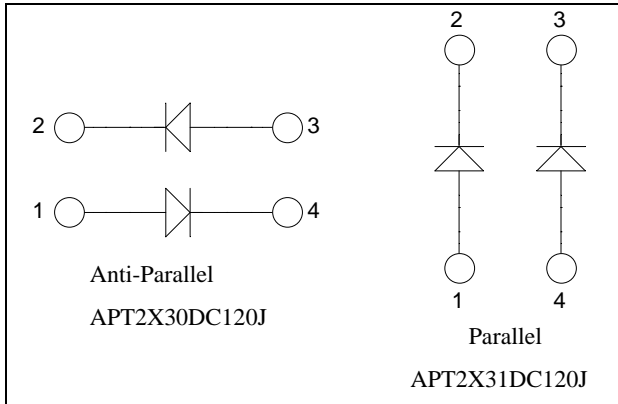 2 3
1 4
Anti-Parallel
APT2X30DC120J
2 3
1 4
Parallel
APT2X31DC120J